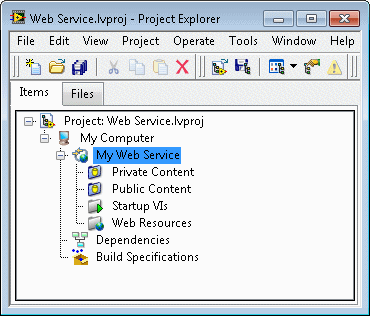 Web Service.lvproj - Project Explorer
File Edit View Project Operate Tools Window Help
Items Files
Project: Web Service.lvproj
My Computer
My Web Service
Private Content
Public Content
Startup VIs
Web Resources
Dependencies
Build Specifications